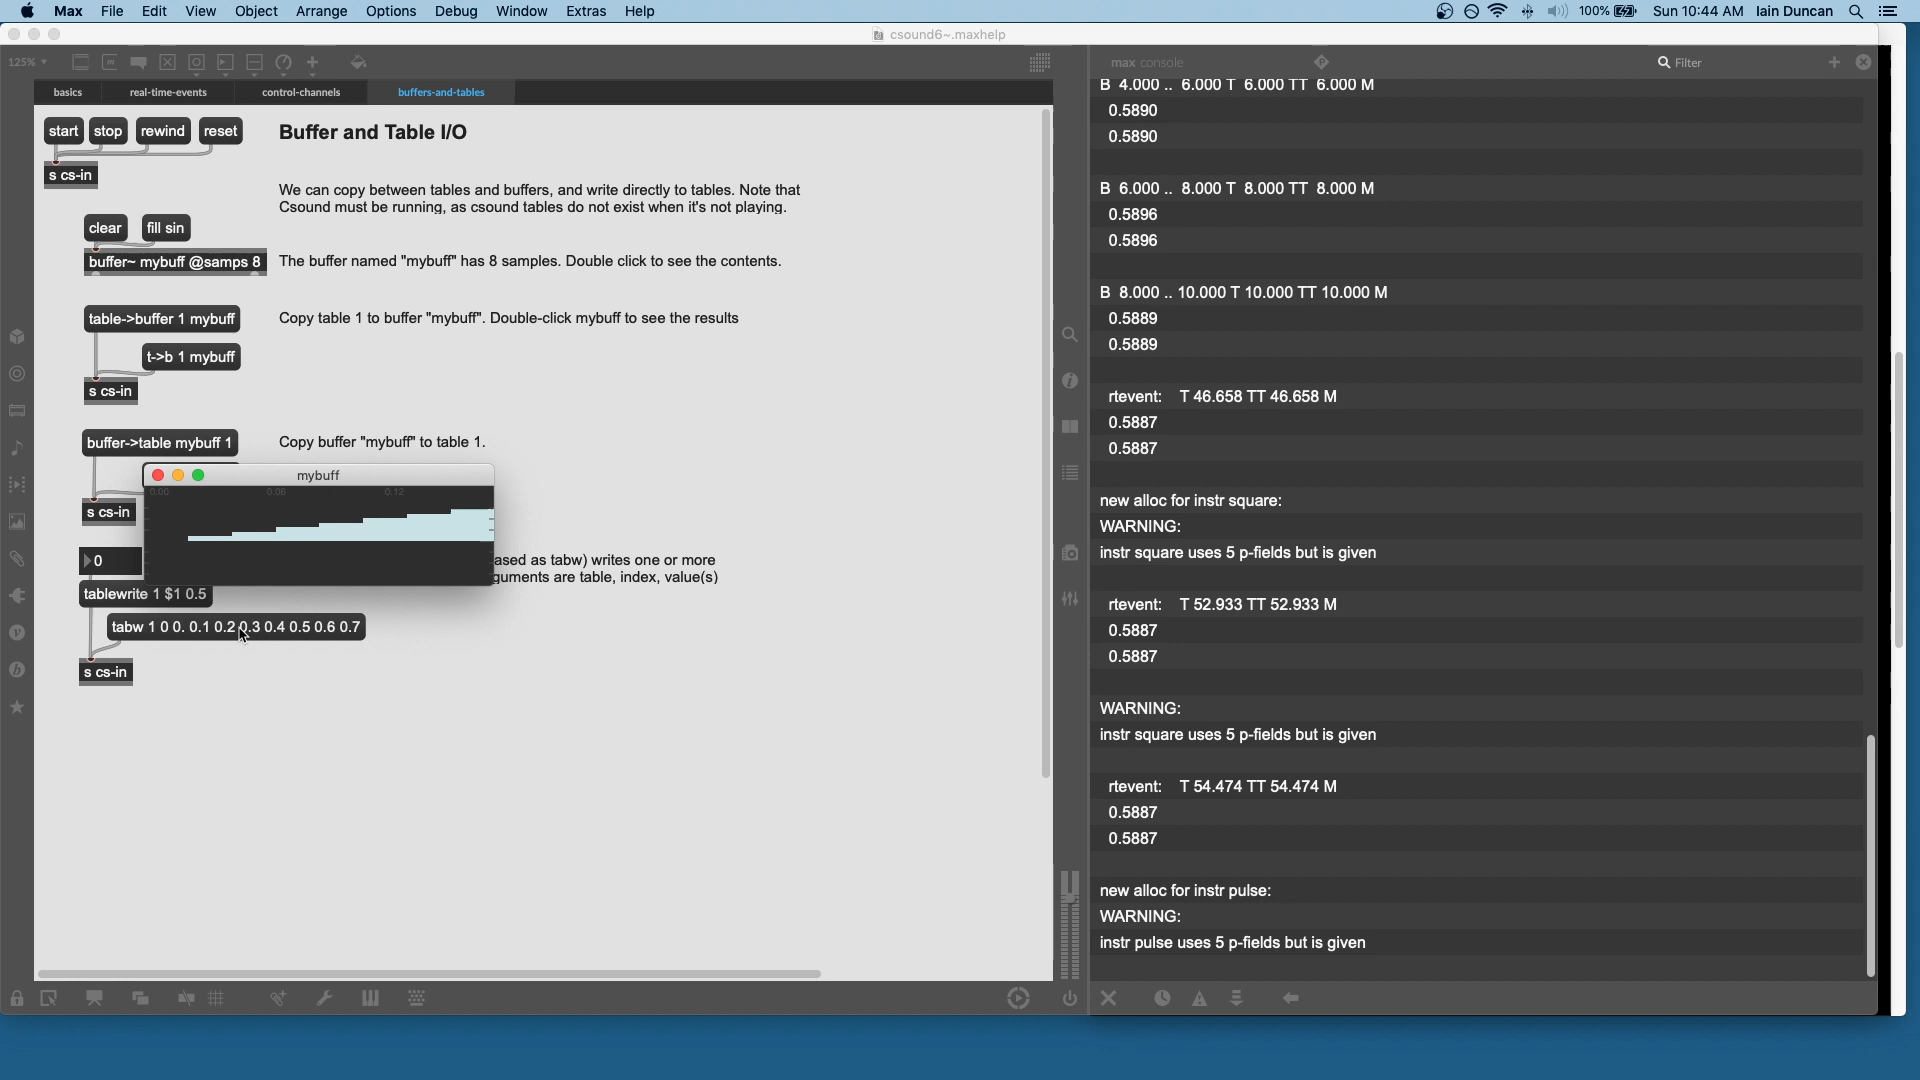 Max File Edit View Object Arrange Options Debug Window Extras Help
100% Sun 10:44 AM Iain Duncan
csound6~.maxhelp
125%
basics real-time-events control-channels buffers-and-tables
start stop rewind reset
s cs-in
Buffer and Table I/O
We can copy between tables and buffers, and write directly to tables. Note that
Csound must be running, as csound tables do not exist when it's not playing.
clear fill sin
buffer~ mybuff @samps 8
The buffer named "mybuff" has 8 samples. Double click to see the contents.
table->buffer 1 mybuff
Copy table 1 to buffer "mybuff". Double-click mybuff to see the results
t->b 1 mybuff
s cs-in
buffer->table mybuff 1
Copy buffer "mybuff" to table 1.
mybuff
0.00 0.06 0.12
s cs-in
0
ased as tabw) writes one or more
guments are table, index, value(s)
tablewrite 1 $1 0.5
tabw 1 0 0. 0.1 0.2 0.3 0.4 0.5 0.6 0.7
s cs-in
max console
Filter
B 4.000 .. 6.000 T 6.000 TT 6.000 M
0.5890
0.5890
B 6.000 .. 8.000 T 8.000 TT 8.000 M
0.5896
0.5896
B 8.000 .. 10.000 T 10.000 TT 10.000 M
0.5889
0.5889
rtevent: T 46.658 TT 46.658 M
0.5887
0.5887
new alloc for instr square:
WARNING:
instr square uses 5 p-fields but is given
rtevent: T 52.933 TT 52.933 M
0.5887
0.5887
WARNING:
instr square uses 5 p-fields but is given
rtevent: T 54.474 TT 54.474 M
0.5887
0.5887
new alloc for instr pulse:
WARNING:
instr pulse uses 5 p-fields but is given